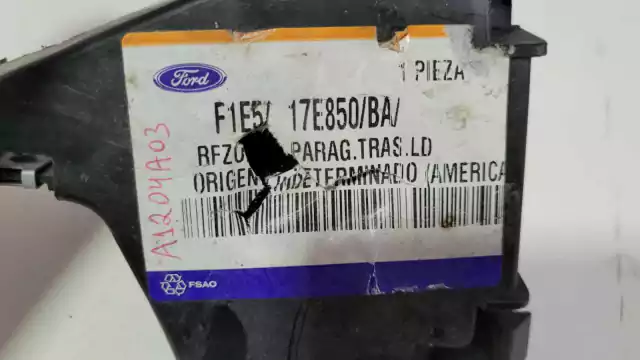 Ford
1 PIEZA
F1E5/ 17E850/BA/
RFZO PARAG.TRAS.LD
ORIGEN INDETERMINADO (AMERICA
A1204A03
FSAO